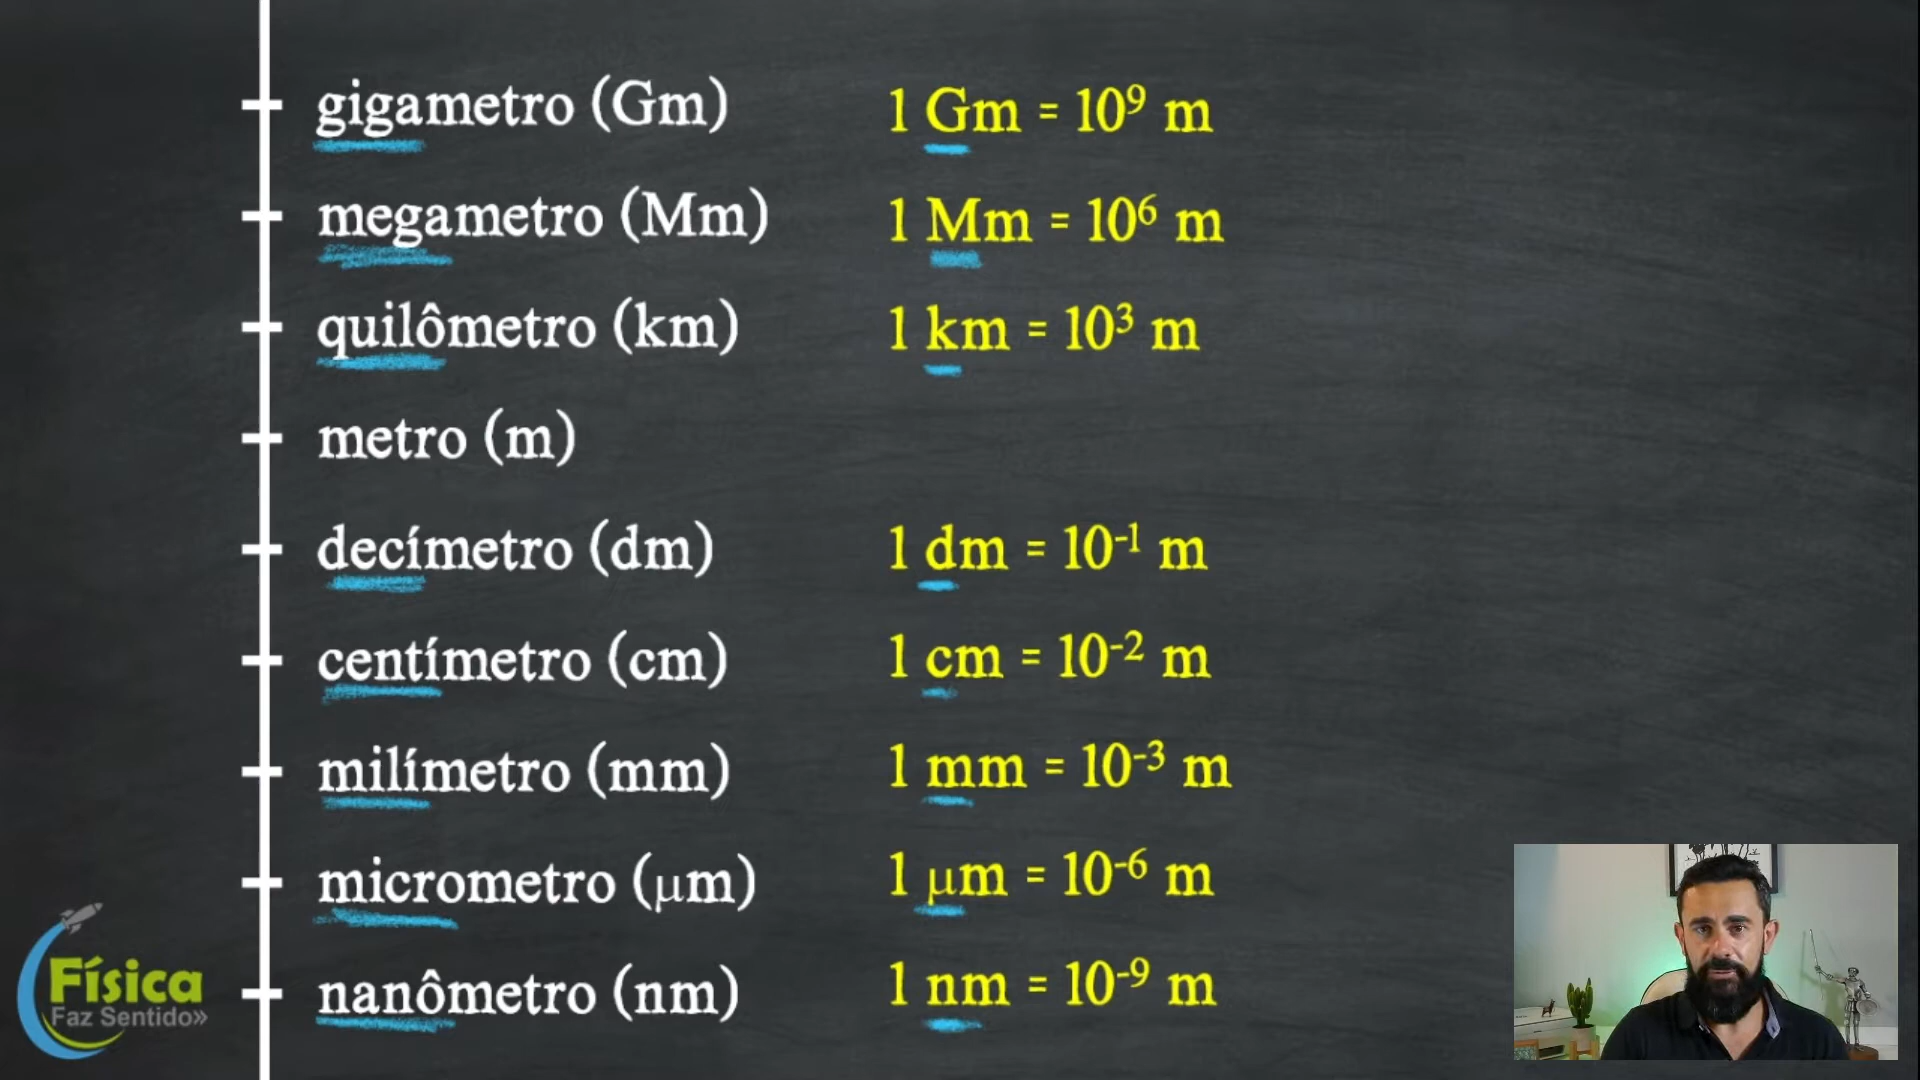 gigametro (Gm) 1 Gm = 10⁹ m
megametro (Mm) 1 Mm = 10⁶ m
quilômetro (km) 1 km = 10³ m
metro (m)
decímetro (dm) 1 dm = 10⁻¹ m
centímetro (cm) 1 cm = 10⁻² m
milímetro (mm) 1 mm = 10⁻³ m
micrometro (μm) 1 μm = 10⁻⁶ m
nanômetro (nm) 1 nm = 10⁻⁹ m
Física
Faz Sentido»